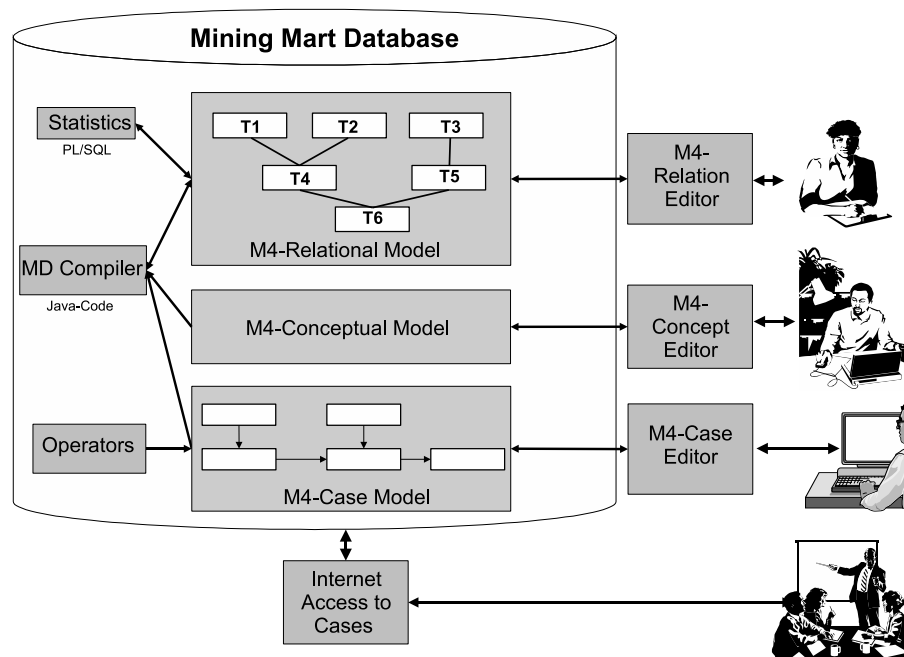 Mining Mart Database
Statistics
PL/SQL
T1
T2
T3
T4
T5
T6
M4-Relational Model
M4-
Relation
Editor
MD Compiler
Java-Code
M4-Conceptual Model
M4-
Concept
Editor
Operators
M4-Case Model
M4-Case
Editor
Internet
Access to
Cases